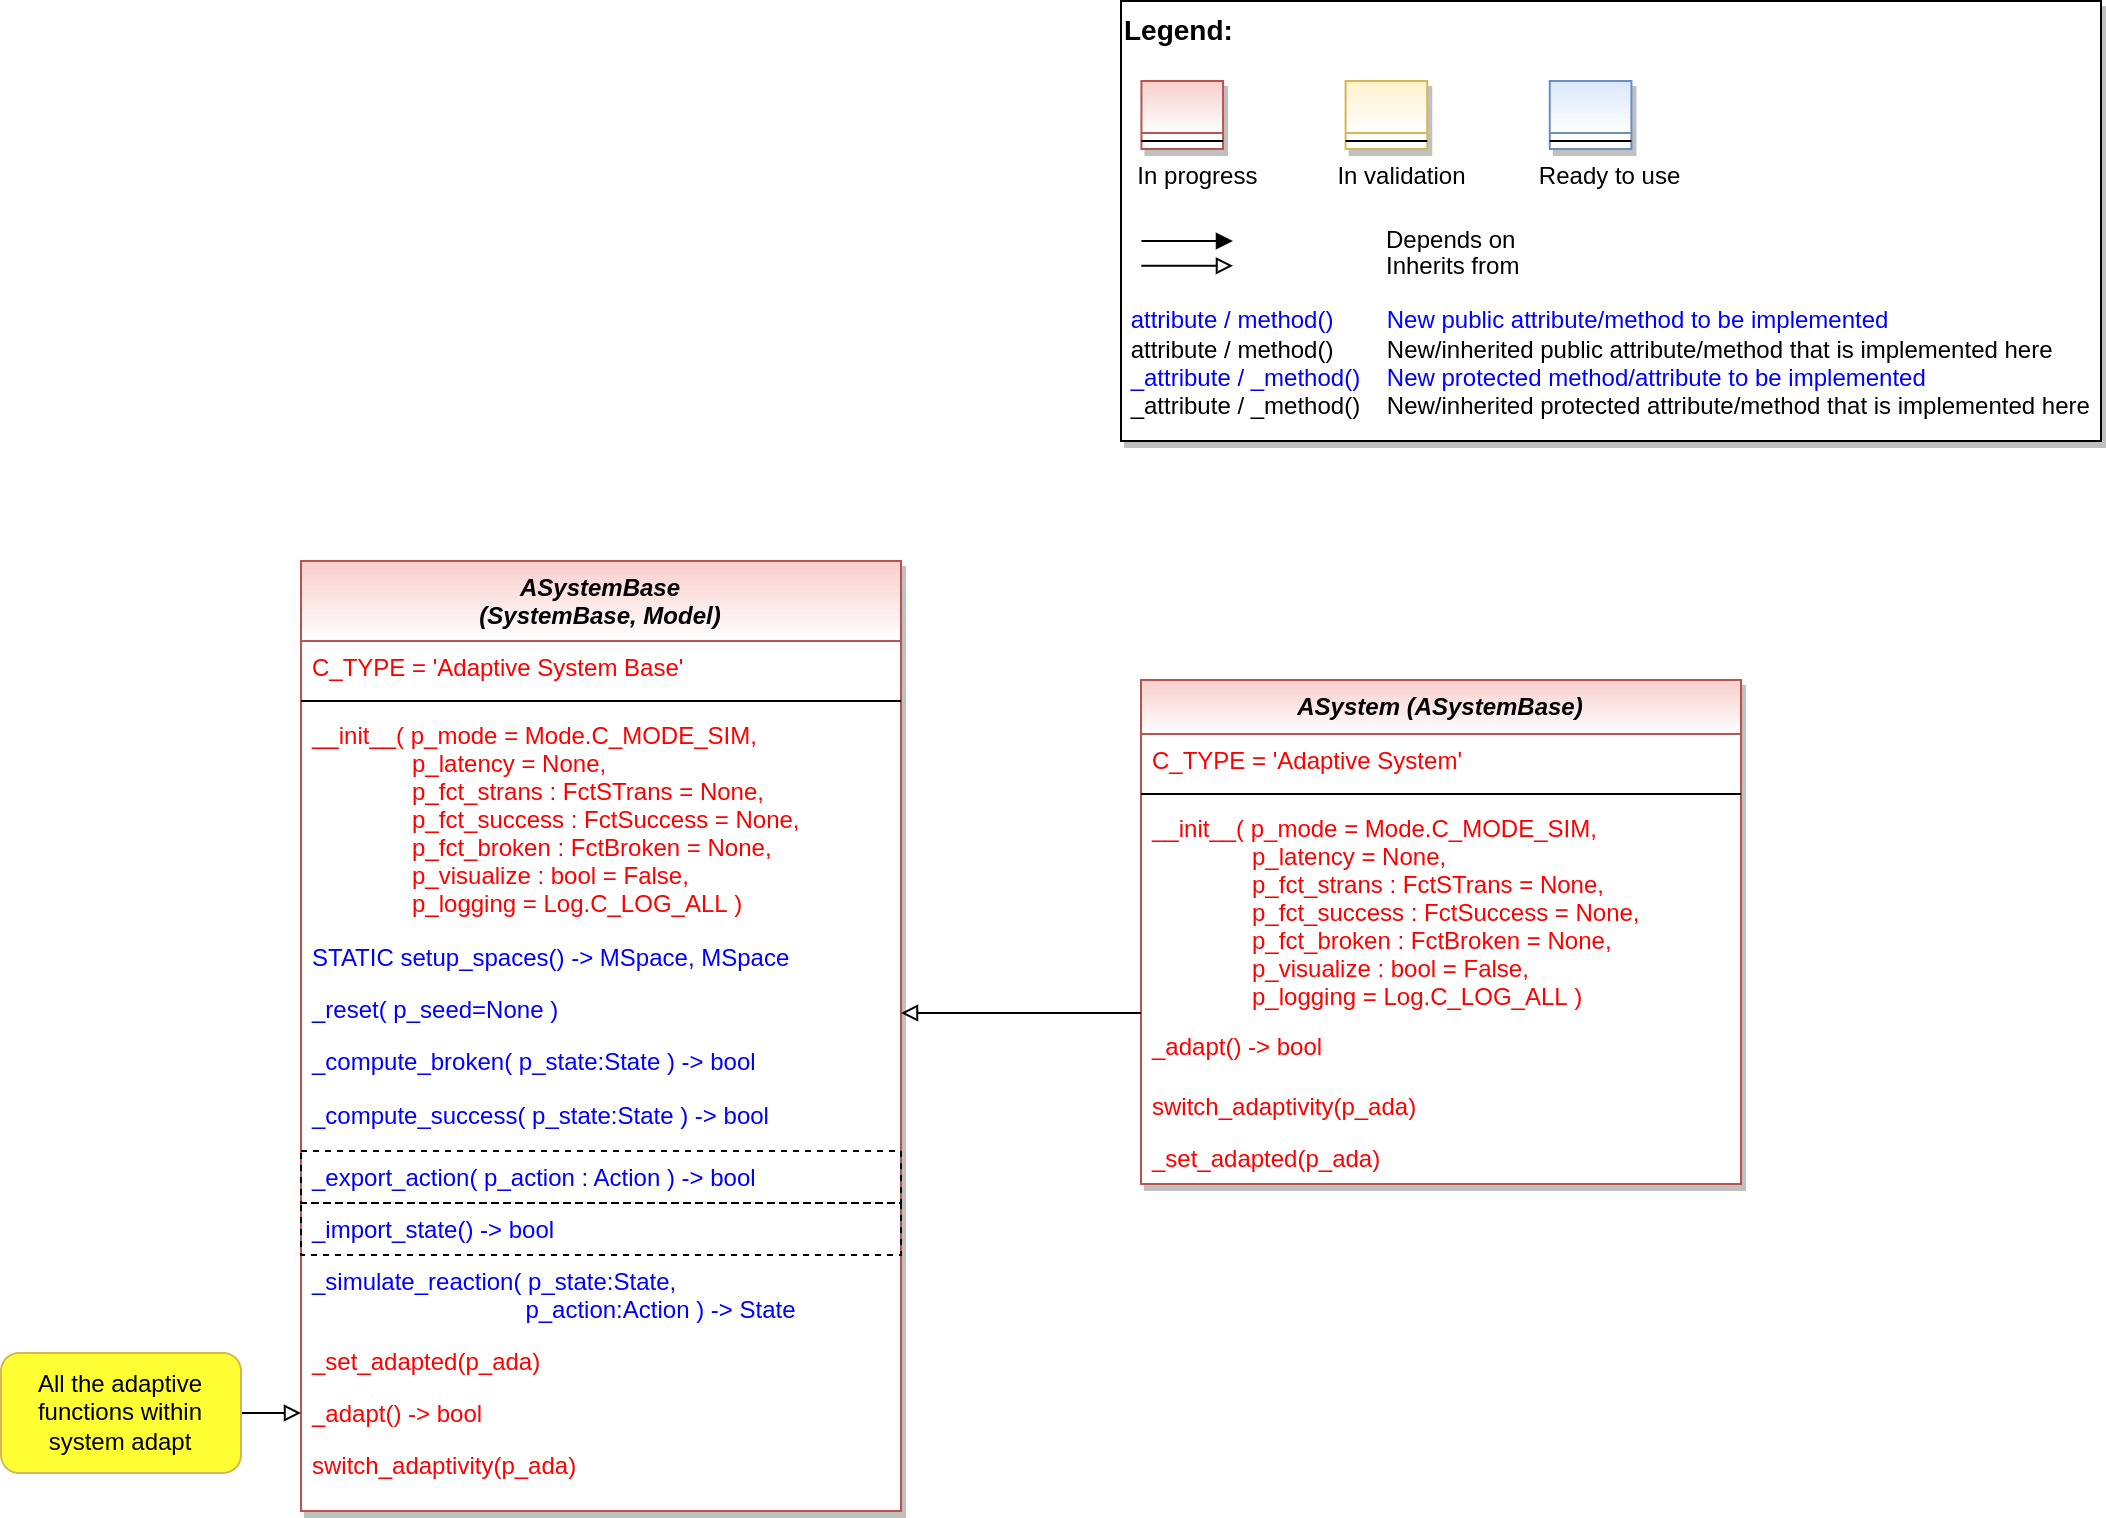 Legend:
In progress
In validation
Ready to use
Depends on
Inherits from
attribute / method() New public attribute/method to be implemented
attribute / method() New/inherited public attribute/method that is implemented here
_attribute / _method() New protected method/attribute to be implemented
_attribute / _method() New/inherited protected attribute/method that is implemented here
ASystemBase
(SystemBase, Model)
C_TYPE = 'Adaptive System Base'
__init__( p_mode = Mode.C_MODE_SIM,
p_latency = None,
p_fct_strans : FctSTrans = None,
p_fct_success : FctSuccess = None,
p_fct_broken : FctBroken = None,
p_visualize : bool = False,
p_logging = Log.C_LOG_ALL )
STATIC setup_spaces() -> MSpace, MSpace
_reset( p_seed=None )
_compute_broken( p_state:State ) -> bool
_compute_success( p_state:State ) -> bool
_export_action( p_action : Action ) -> bool
_import_state() -> bool
_simulate_reaction( p_state:State,
p_action:Action ) -> State
_set_adapted(p_ada)
_adapt() -> bool
switch_adaptivity(p_ada)
All the adaptive
functions within
system adapt
ASystem (ASystemBase)
C_TYPE = 'Adaptive System'
__init__( p_mode = Mode.C_MODE_SIM,
p_latency = None,
p_fct_strans : FctSTrans = None,
p_fct_success : FctSuccess = None,
p_fct_broken : FctBroken = None,
p_visualize : bool = False,
p_logging = Log.C_LOG_ALL )
_adapt() -> bool
switch_adaptivity(p_ada)
_set_adapted(p_ada)